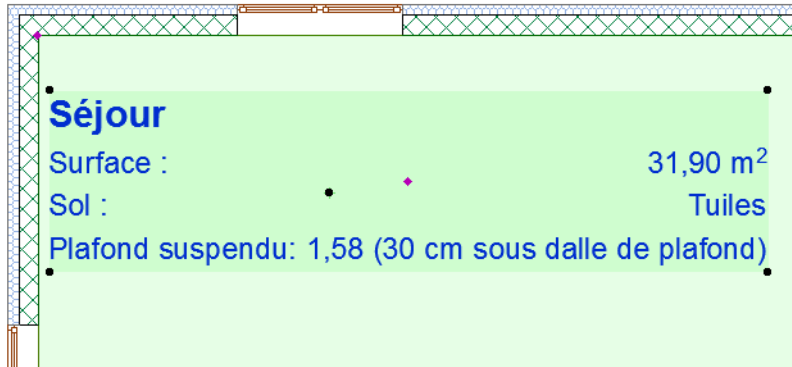 Séjour
Surface : 31,90 m²
Sol : Tuiles
Plafond suspendu: 1,58 (30 cm sous dalle de plafond)